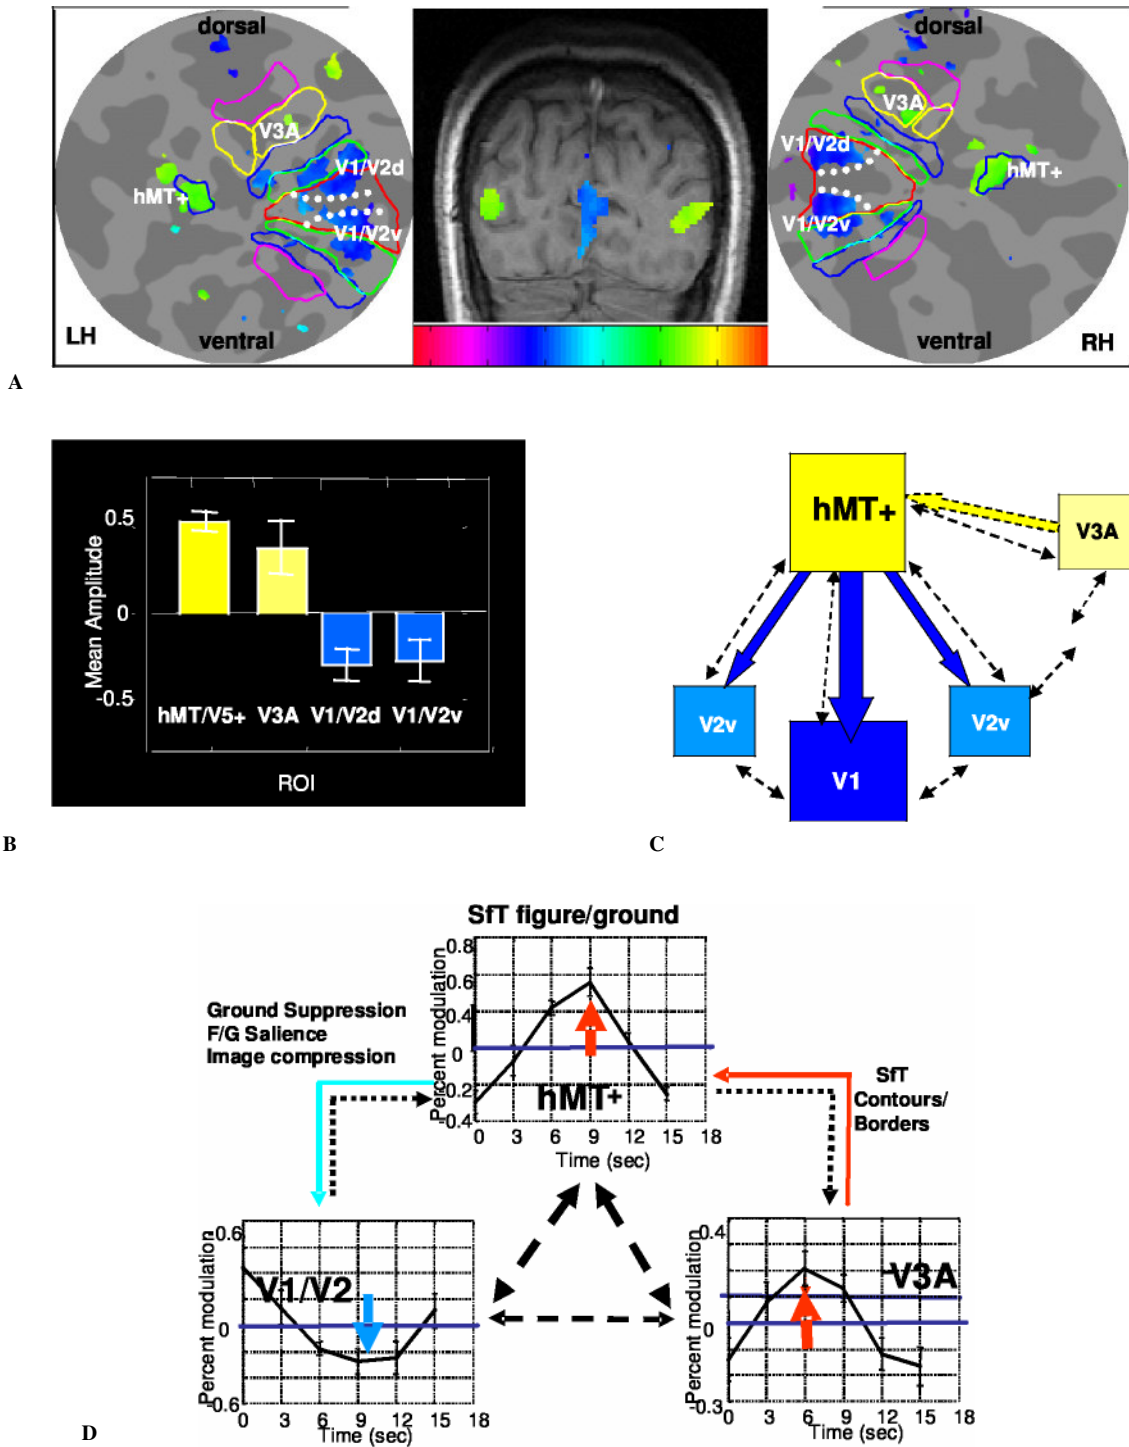 dorsal
V3A
V1/V2d
hMT+
V1/V2v
LH
ventral
dorsal
V3A
V1/V2d
hMT+
V1/V2v
ventral
RH
A
Mean Amplitude
0.5
0
-0.5
hMT/V5+ V3A V1/V2d V1/V2v
ROI
B
hMT+
V3A
V2v
V1
V2v
C
SfT figure/ground
Percent modulation
0.8
0.6
0.4
0
-0.2
-0.4
hMT+
0 3 6 9 12 15 18
Time (sec)
Ground Suppression
F/G Salience
Image compression
SfT
Contours/
Borders
Percent modulation
0.6
0
-0.6
V1/V2
0 3 6 9 12 15 18
Time (sec)
Percent modulation
0.4
0
-0.3
V3A
0 3 6 9 12 15 18
Time (sec)
D